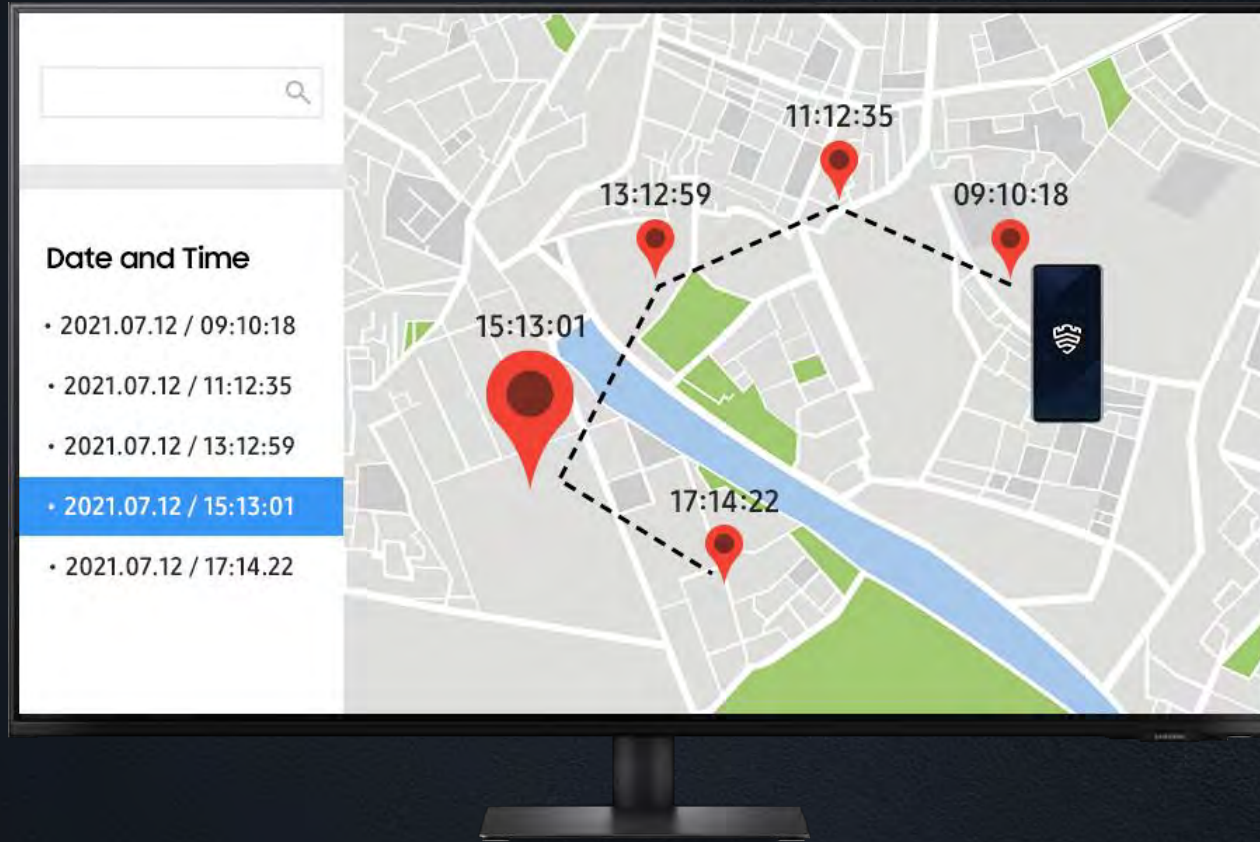 Date and Time
• 2021.07.12 / 09:10:18
• 2021.07.12 / 11:12:35
• 2021.07.12 / 13:12:59
• 2021.07.12 / 15:13:01
• 2021.07.12 / 17:14.22
11:12:35
13:12:59
09:10:18
15:13:01
17:14:22
SAMSUNG